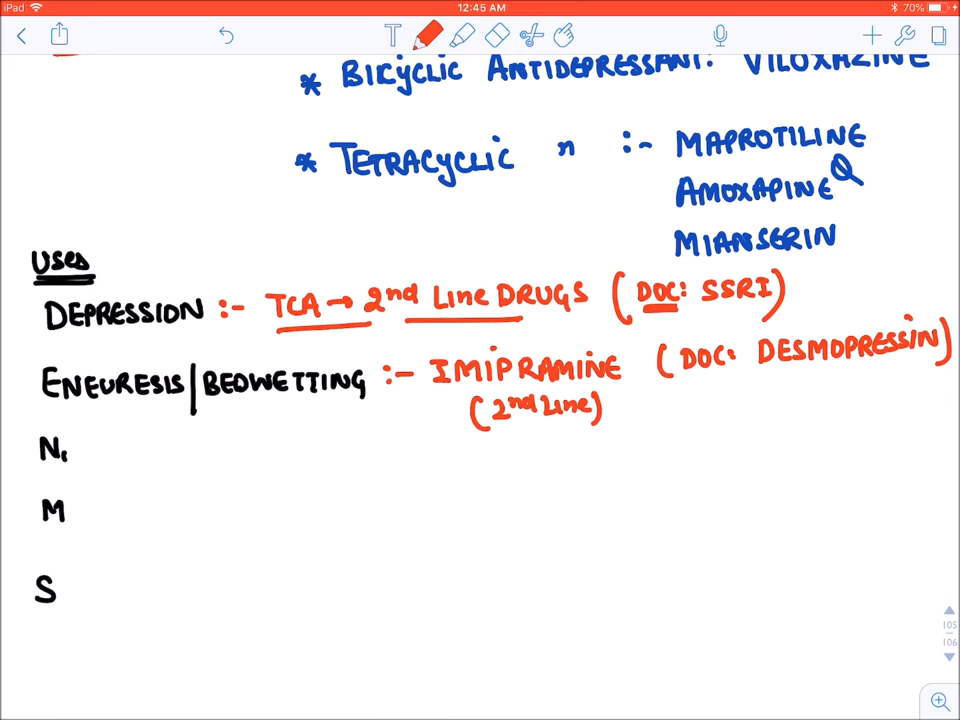 iPad 12:45 AM 70%
T
* BICYCLIC ANTIDEPRESSANT: VILOXAZINE
* TETRACYCLIC " :- MAPROTILINE
AMOXAPINE Q
MIANSERIN
USES
DEPRESSION :- TCA → 2nd LINE DRUGS (DOC: SSRI)
ENEURESIS/BEDWETTING :- IMIPRAMINE (DOC: DESMOPRESSIN)
(2nd Line)
N,
M
S
105
106